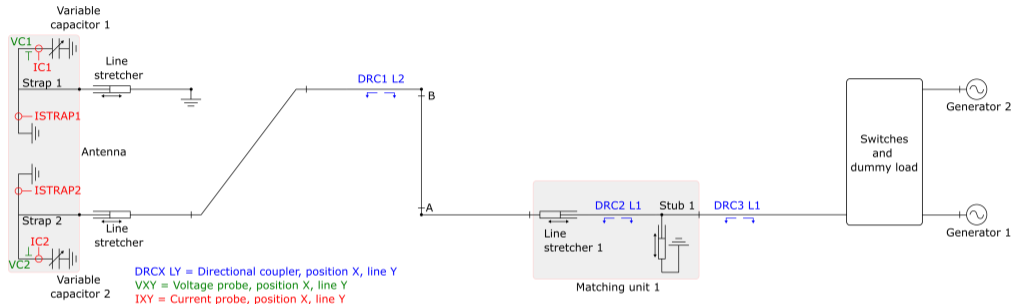 Variable
capacitor 1
VC1
IC1
Strap 1
Line
stretcher
ISTRAP1
Antenna
ISTRAP2
Strap 2
IC2
VC2
Line
stretcher
Variable
capacitor 2
DRC1 L2
B
A
DRC2 L1
Stub 1
DRC3 L1
Line
stretcher 1
Matching unit 1
Switches
and
dummy load
Generator 2
Generator 1
DRCX LY = Directional coupler, position X, line Y
VXY = Voltage probe, position X, line Y
IXY = Current probe, position X, line Y